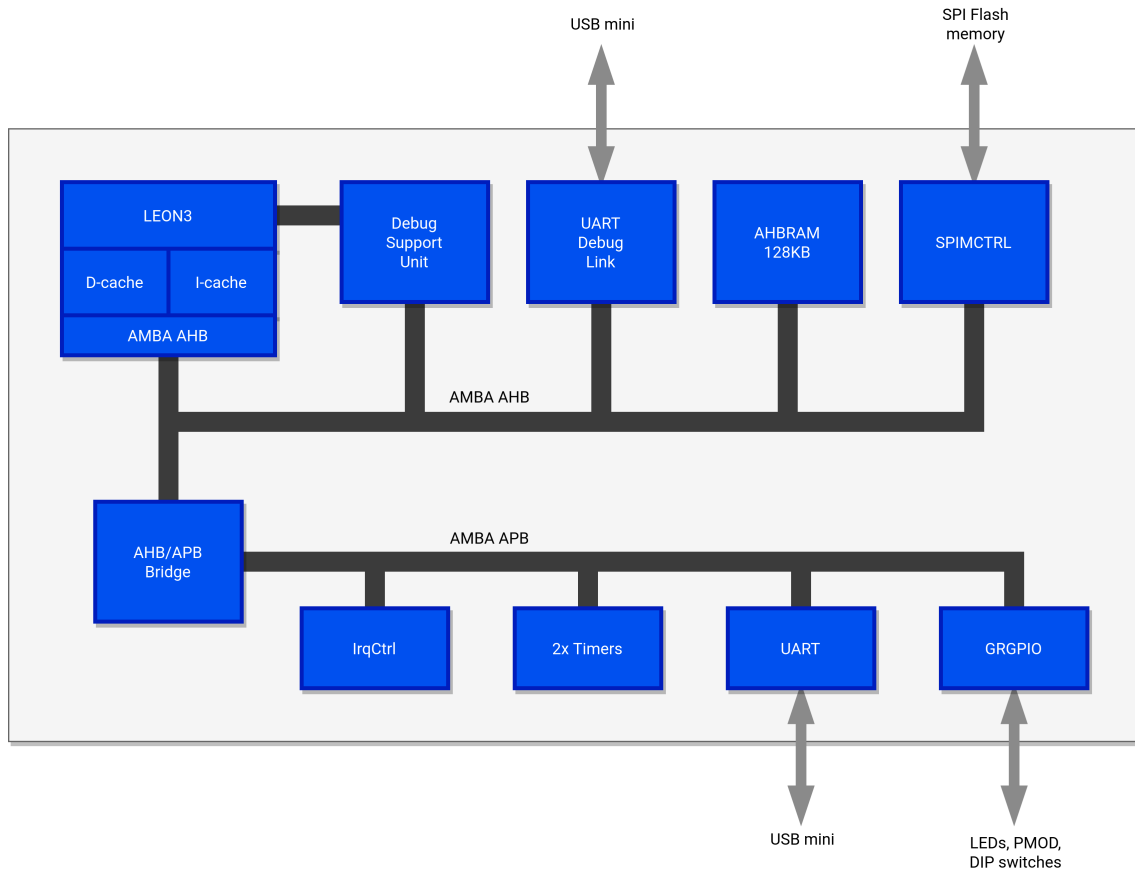 USB mini
SPI Flash
memory
LEON3
D-cache
I-cache
AMBA AHB
Debug
Support
Unit
UART
Debug
Link
AHBRAM
128KB
SPIMCTRL
AMBA AHB
AHB/APB
Bridge
AMBA APB
IrqCtrl
2x Timers
UART
GRGPIO
USB mini
LEDs, PMOD,
DIP switches